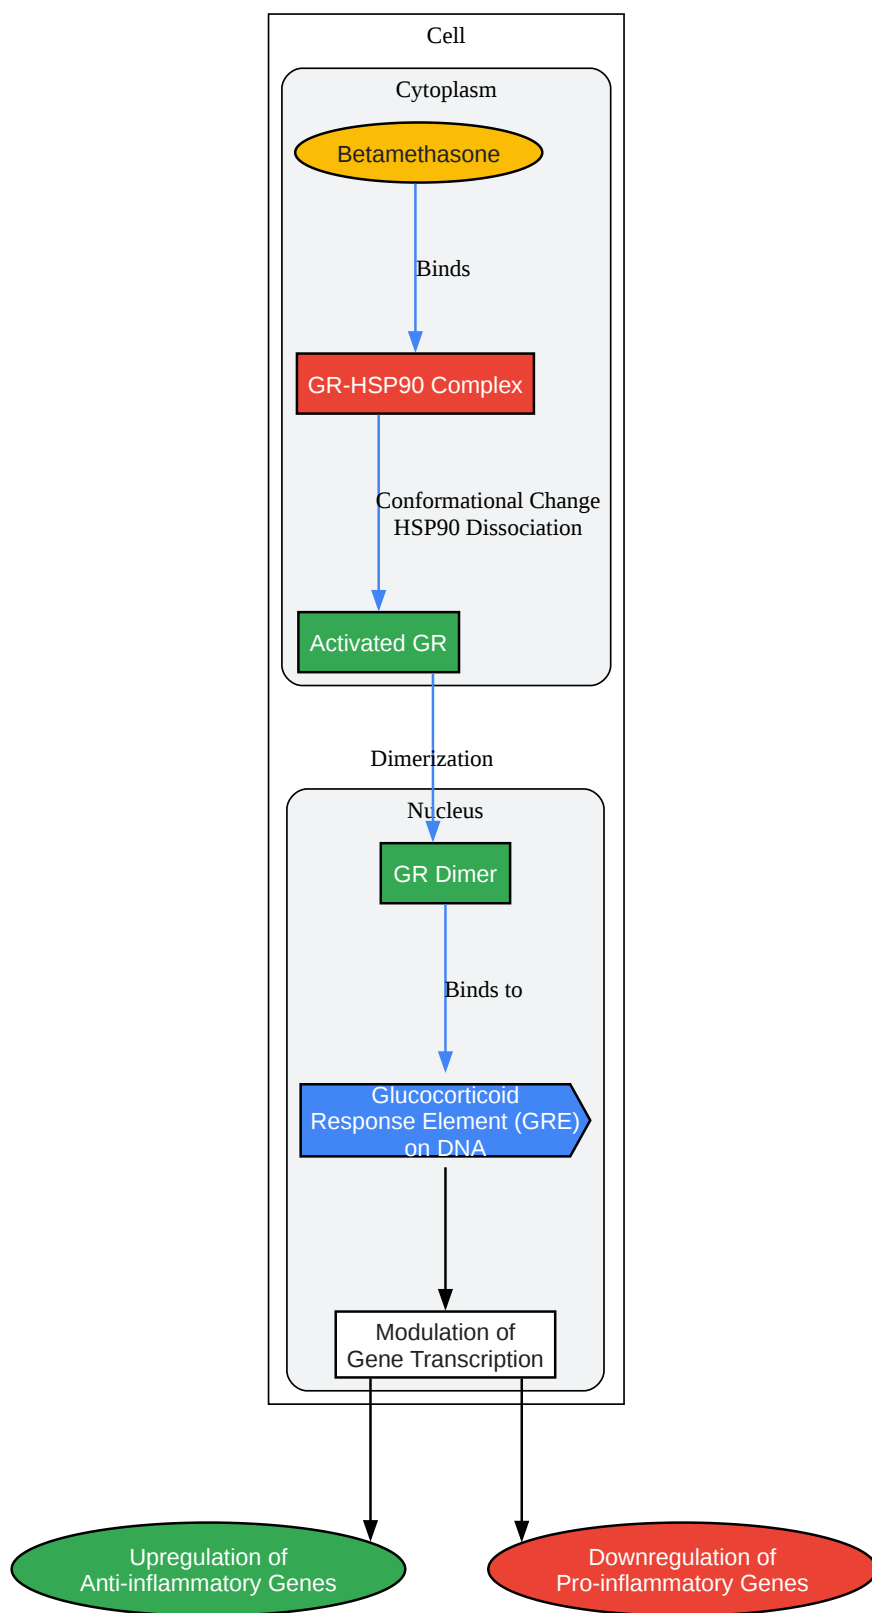 Cell
Cytoplasm
Betamethasone
Binds
GR-HSP90 Complex
Conformational Change
HSP90 Dissociation
Activated GR
Dimerization
Nucleus
GR Dimer
Binds to
Glucocorticoid
Response Element (GRE)
on DNA
Modulation of
Gene Transcription
Upregulation of
Anti-inflammatory Genes
Downregulation of
Pro-inflammatory Genes